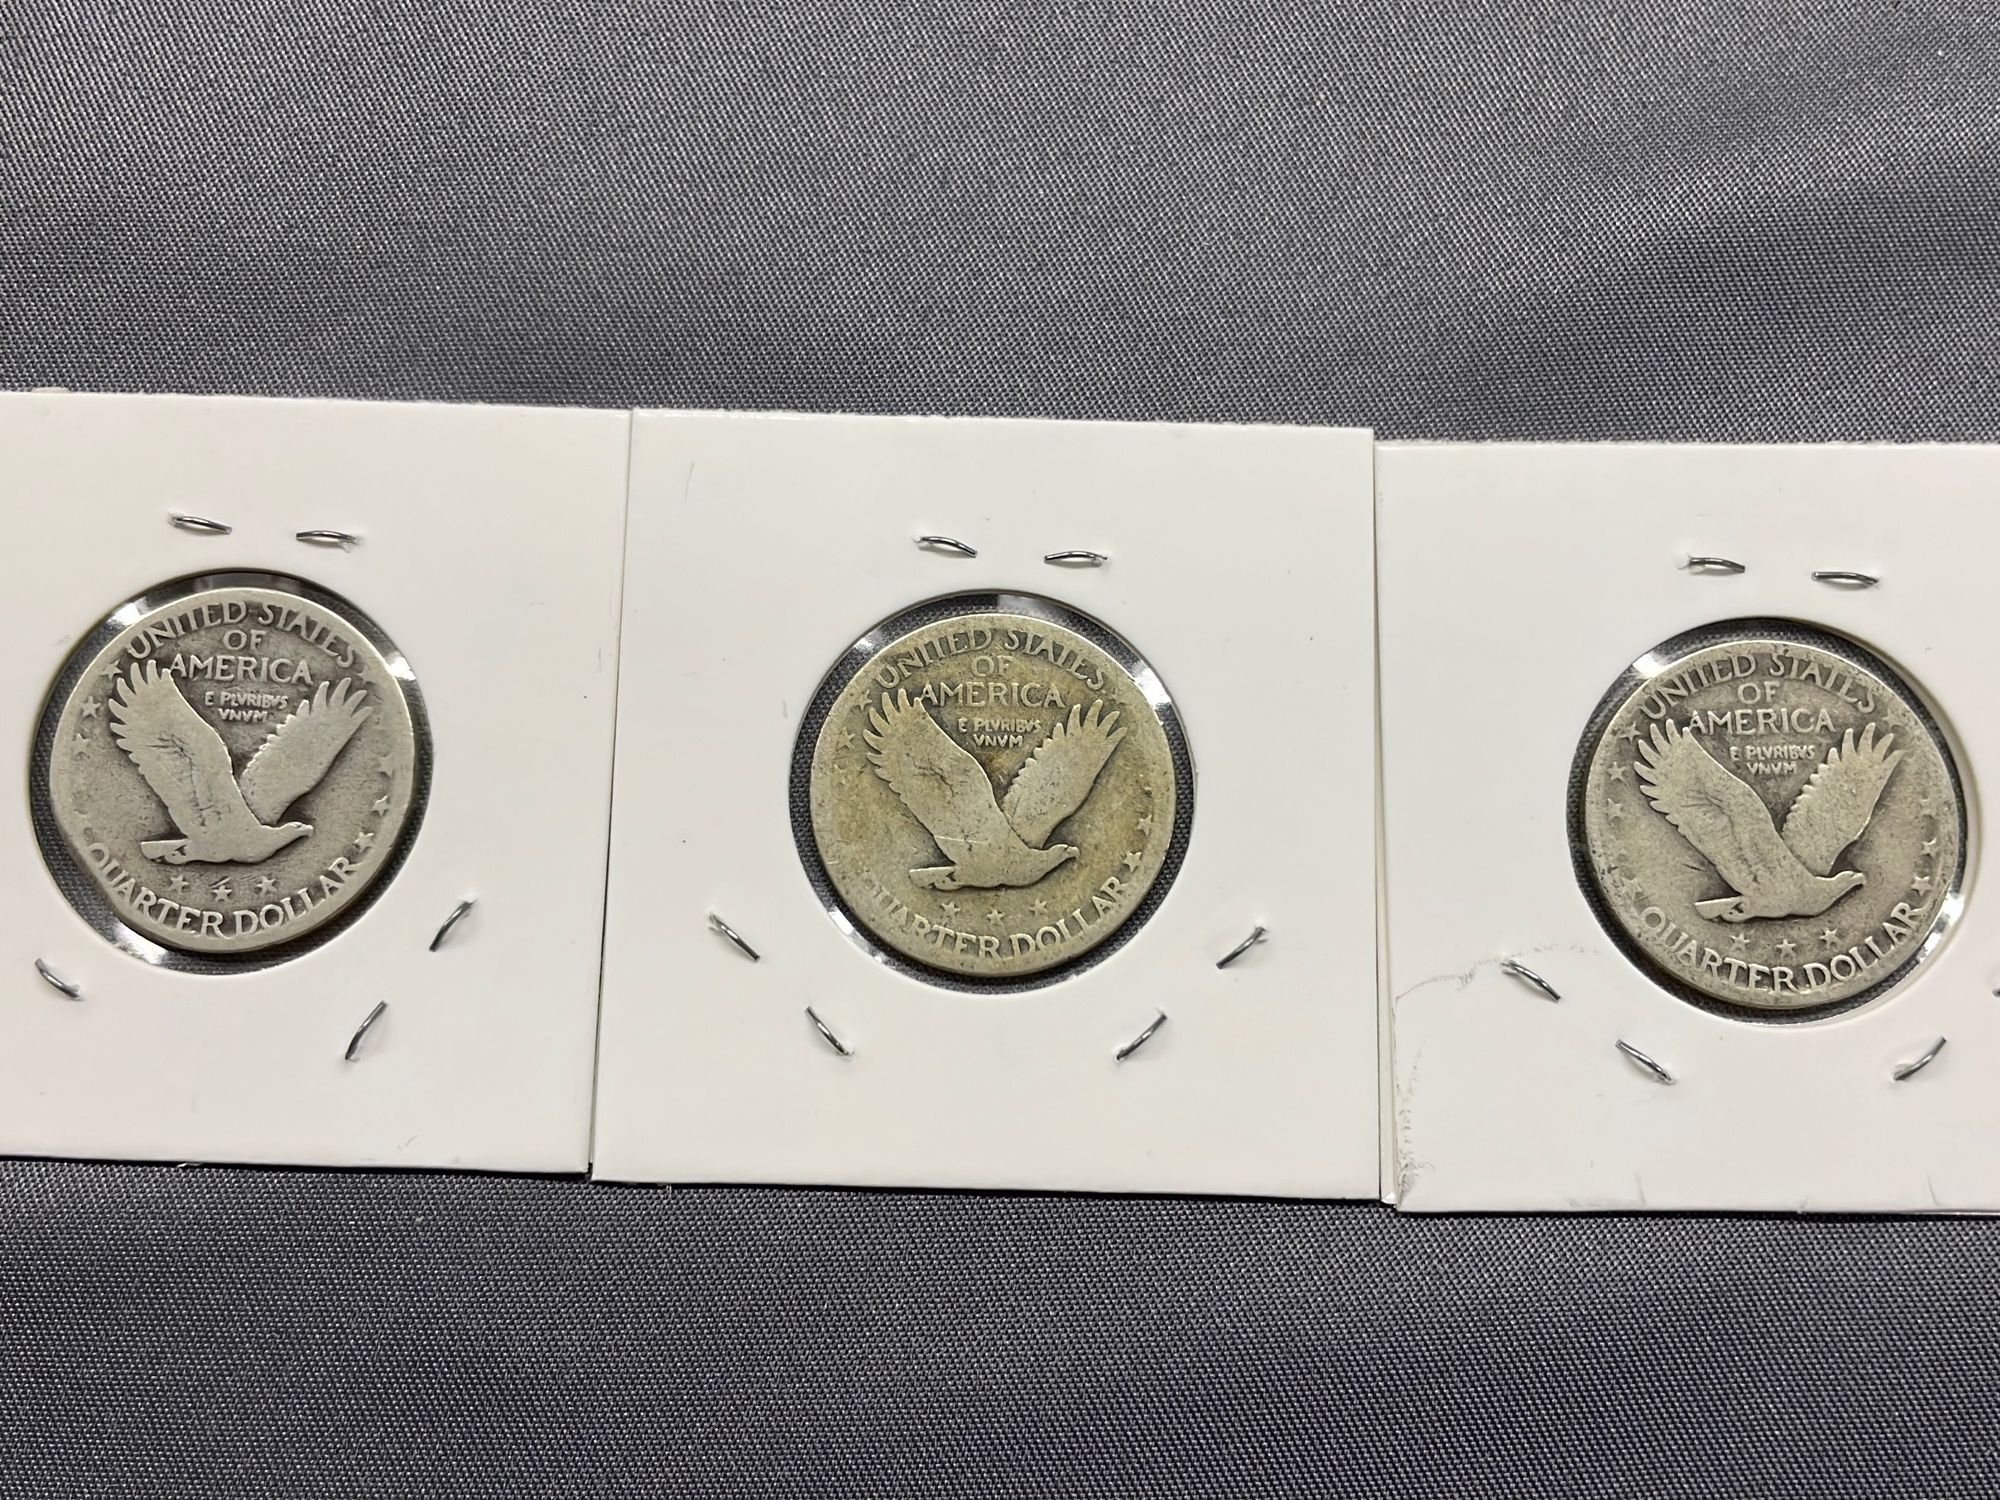 UNITED STATES
OF
AMERICA
E PLVRIBVS
VNVM
QUARTER DOLLAR
UNITED STATES
OF
AMERICA
E PLVRIBVS
VNVM
QUARTER DOLLAR
UNITED STATES
OF
AMERICA
E PLVRIBVS
VNVM
QUARTER DOLLAR